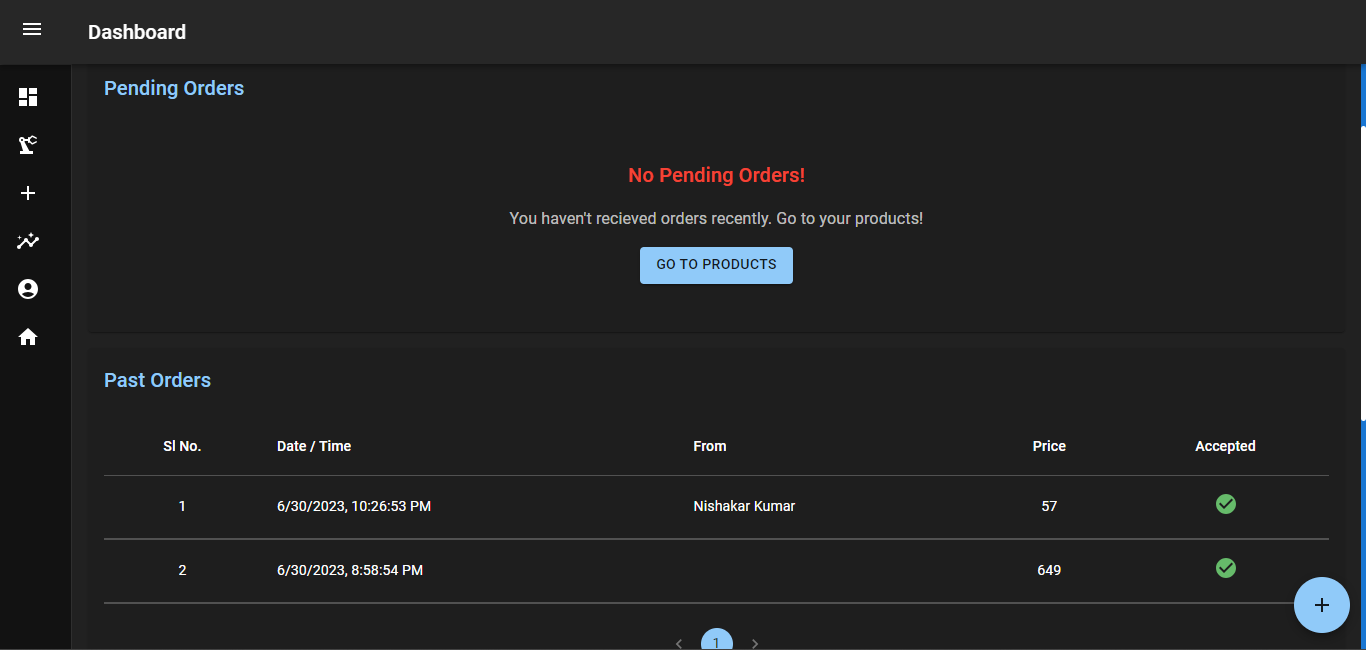 Dashboard
Pending Orders
No Pending Orders!
You haven't recieved orders recently. Go to your products!
GO TO PRODUCTS
Past Orders
Sl No. Date / Time From Price Accepted
1 6/30/2023, 10:26:53 PM Nishakar Kumar 57
2 6/30/2023, 8:58:54 PM 649
1